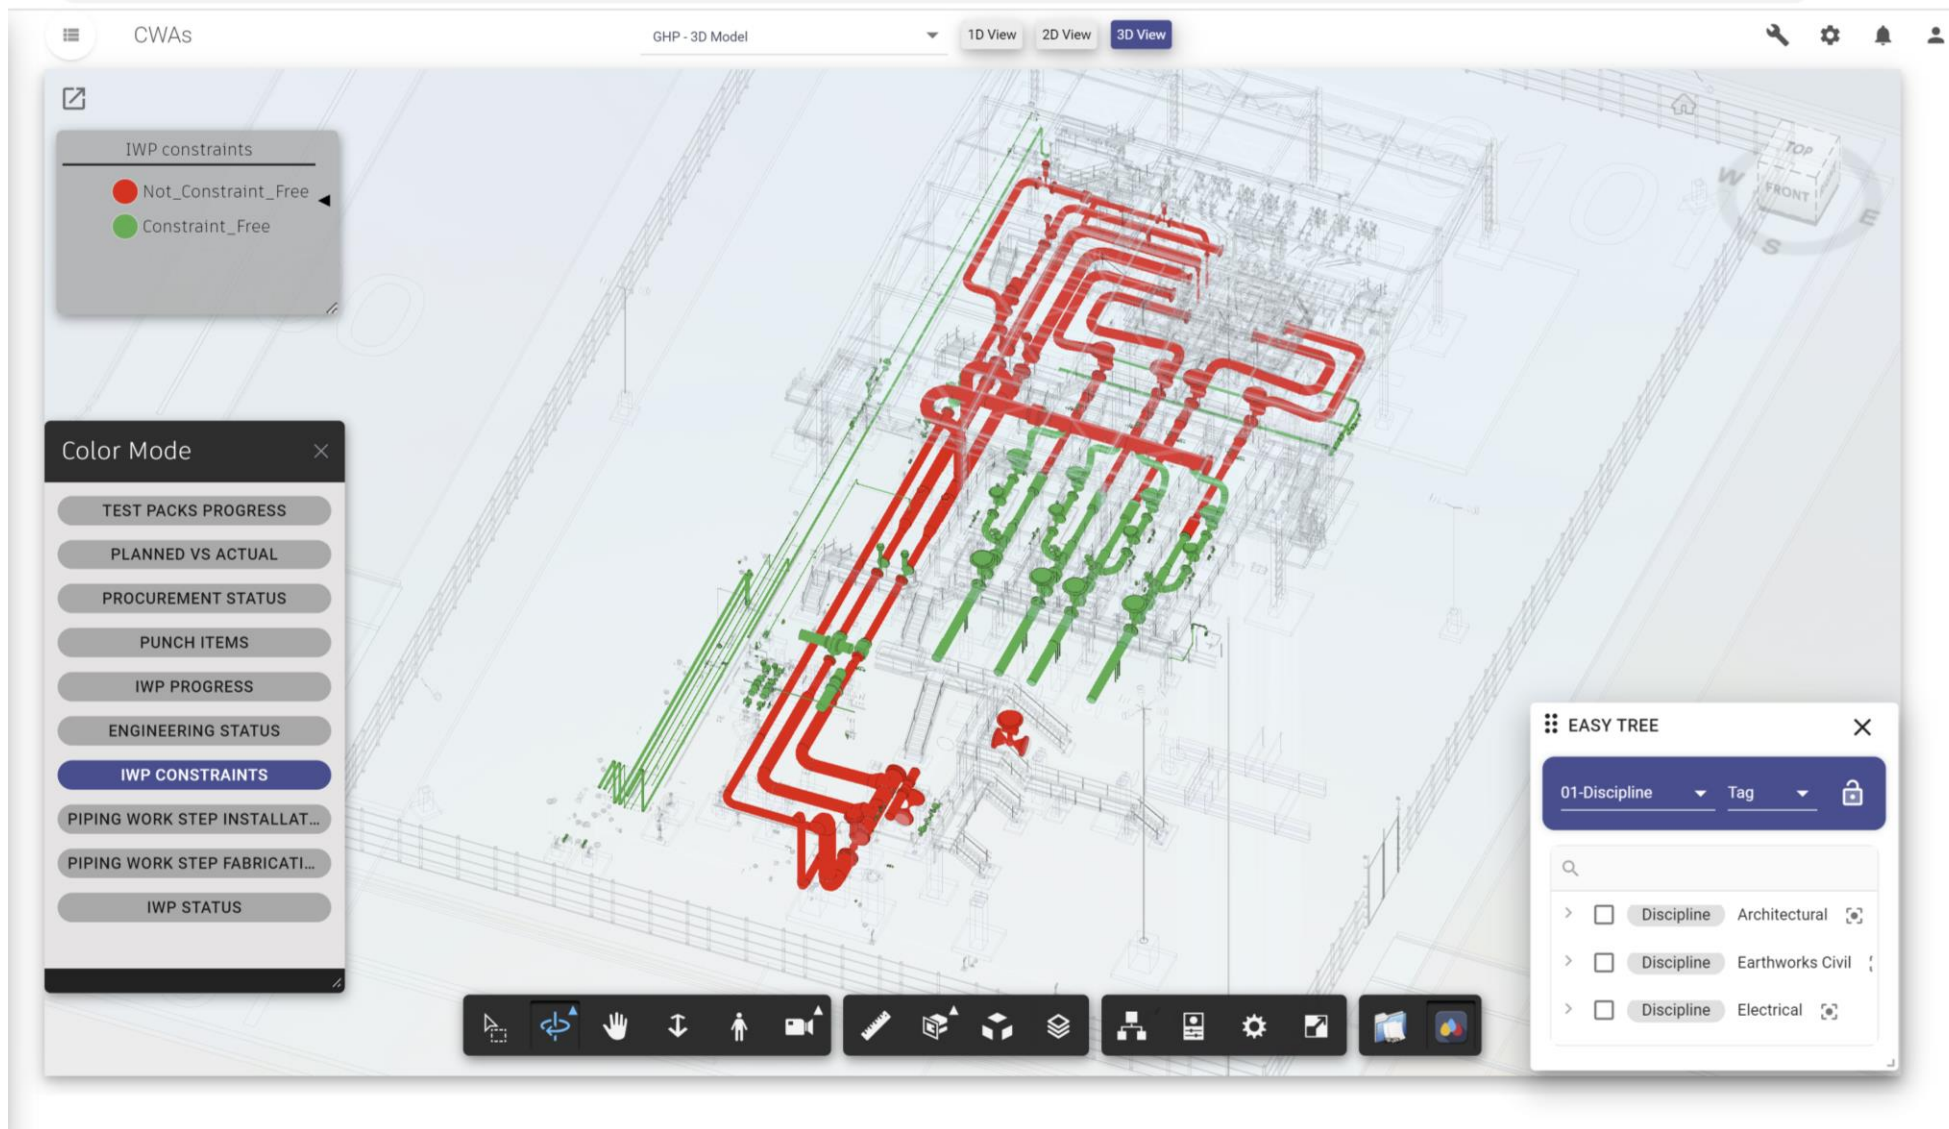 CWAs
GHP - 3D Model
1D View
2D View
3D View
IWP constraints
Not_Constraint_Free
Constraint_Free
TOP
FRONT
W
E
S
Color Mode
TEST PACKS PROGRESS
PLANNED VS ACTUAL
PROCUREMENT STATUS
PUNCH ITEMS
IWP PROGRESS
ENGINEERING STATUS
IWP CONSTRAINTS
PIPING WORK STEP INSTALLAT...
PIPING WORK STEP FABRICATI...
IWP STATUS
EASY TREE
01-Discipline
Tag
Discipline Architectural
Discipline Earthworks Civil
Discipline Electrical